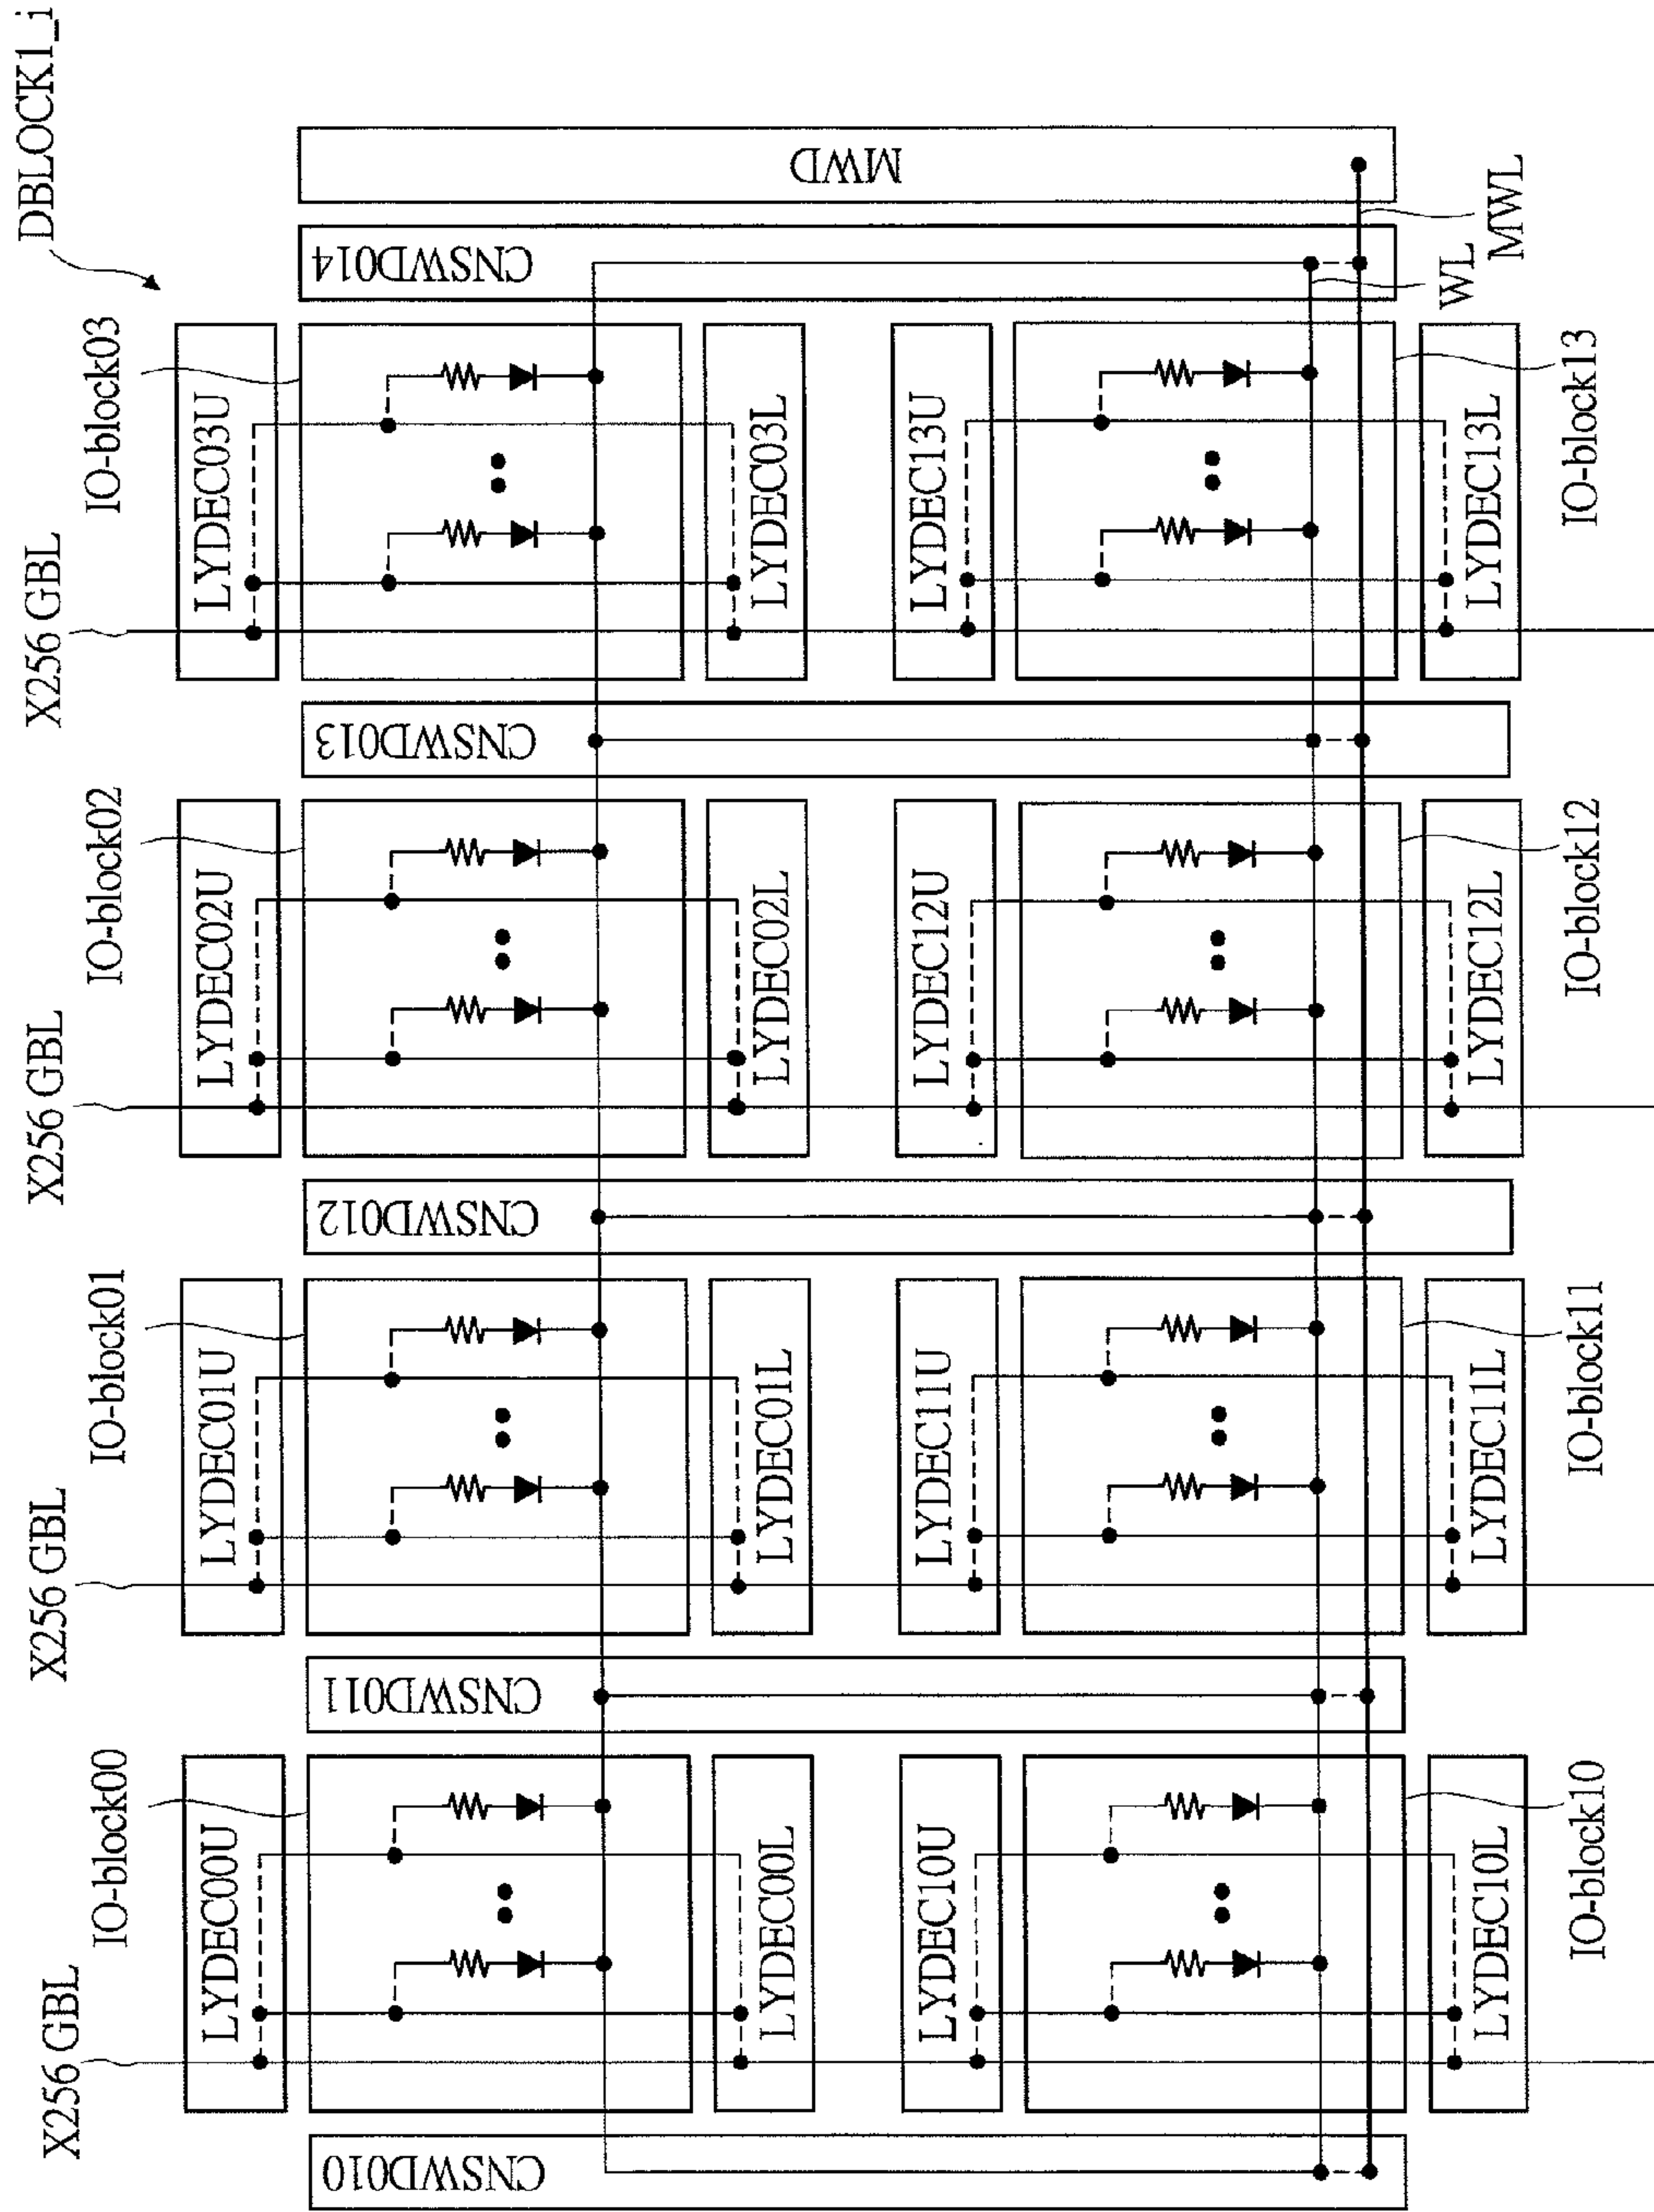 DBLOCK1_i
X256 GBL
X256 GBL
X256 GBL
X256 GBL
IO-block00
IO-block01
IO-block02
IO-block03
LYDEC00U
LYDEC01U
LYDEC02U
LYDEC03U
CNSWD010
CNSWD011
CNSWD012
CNSWD013
CNSWD014
MWD
LYDEC00L
LYDEC01L
LYDEC02L
LYDEC03L
LYDEC10U
LYDEC11U
LYDEC12U
LYDEC13U
WL
MWL
LYDEC10L
LYDEC11L
LYDEC12L
LYDEC13L
IO-block10
IO-block11
IO-block12
IO-block13